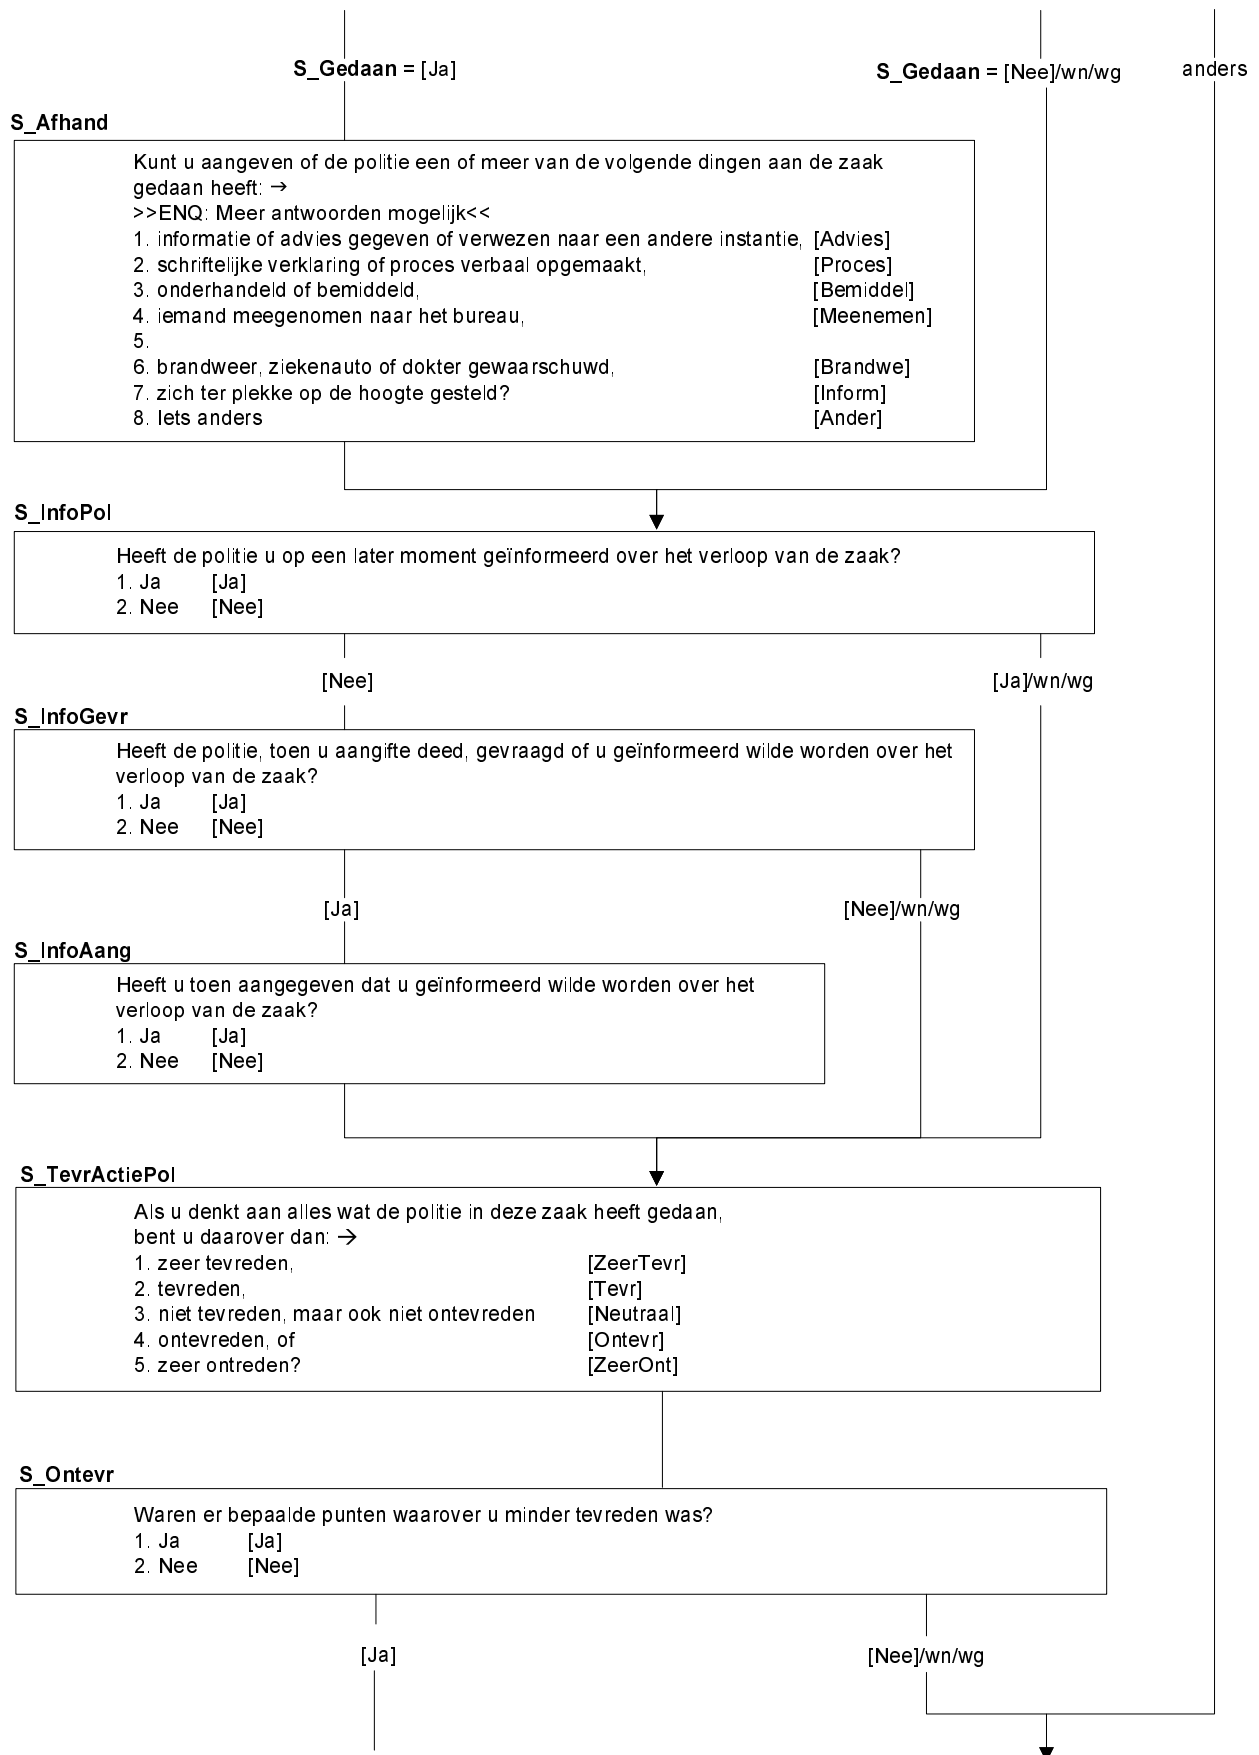 S_Gedaan = [Ja]
S_Gedaan = [Nee]/wn/wg
anders
S_Afhand
Kunt u aangeven of de politie een of meer van de volgende dingen aan de zaak
gedaan heeft: →
>>ENQ: Meer antwoorden mogelijk<<
1. informatie of advies gegeven of verwezen naar een andere instantie, [Advies]
2. schriftelijke verklaring of proces verbaal opgemaakt, [Proces]
3. onderhandeld of bemiddeld, [Bemiddel]
4. iemand meegenomen naar het bureau, [Meenemen]
5.
6. brandweer, ziekenauto of dokter gewaarschuwd, [Brandwe]
7. zich ter plekke op de hoogte gesteld? [Inform]
8. Iets anders [Ander]
S_InfoPol
Heeft de politie u op een later moment geïnformeerd over het verloop van de zaak?
1. Ja [Ja]
2. Nee [Nee]
[Nee]
[Ja]/wn/wg
S_InfoGevr
Heeft de politie, toen u aangifte deed, gevraagd of u geïnformeerd wilde worden over het
verloop van de zaak?
1. Ja [Ja]
2. Nee [Nee]
[Ja]
[Nee]/wn/wg
S_InfoAang
Heeft u toen aangegeven dat u geïnformeerd wilde worden over het
verloop van de zaak?
1. Ja [Ja]
2. Nee [Nee]
S_TevrActiePol
Als u denkt aan alles wat de politie in deze zaak heeft gedaan,
bent u daarover dan: →
1. zeer tevreden, [ZeerTevr]
2. tevreden, [Tevr]
3. niet tevreden, maar ook niet ontevreden [Neutraal]
4. ontevreden, of [Ontevr]
5. zeer ontreden? [ZeerOnt]
S_Ontevr
Waren er bepaalde punten waarover u minder tevreden was?
1. Ja [Ja]
2. Nee [Nee]
[Ja]
[Nee]/wn/wg